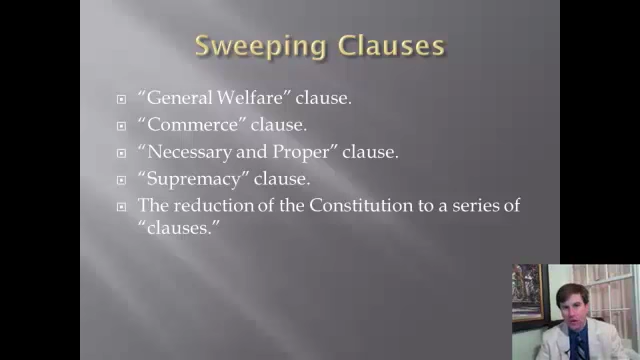 Sweeping Clauses
“General Welfare” clause.
“Commerce” clause.
“Necessary and Proper” clause.
“Supremacy” clause.
The reduction of the Constitution to a series of
“clauses.”